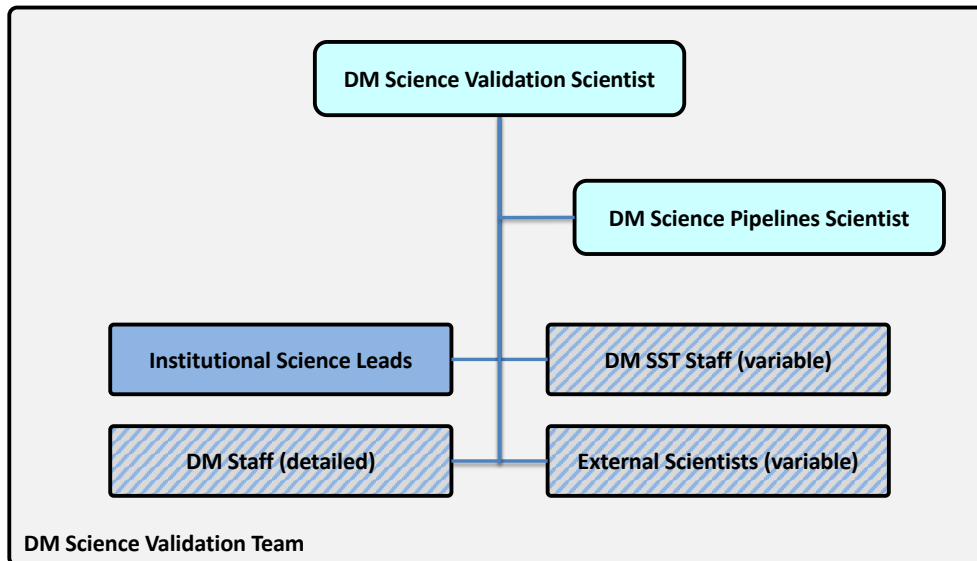 DM Science Validation Scientist
DM Science Pipelines Scientist
Institutional Science Leads
DM SST Staff (variable)
DM Staff (detailed)
External Scientists (variable)
DM Science Validation Team